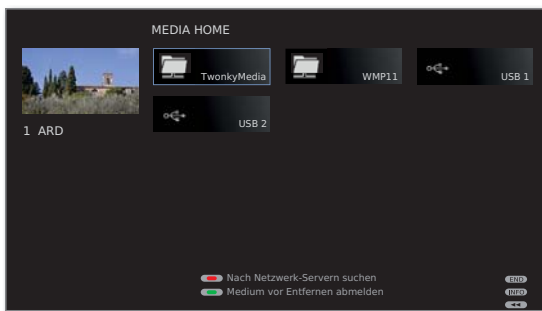 MEDIA HOME
TwonkyMedia
WMP11
USB 1
USB 2
1 ARD
Nach Netzwerk-Servern suchen
Medium vor Entfernen abmelden
END
INFO